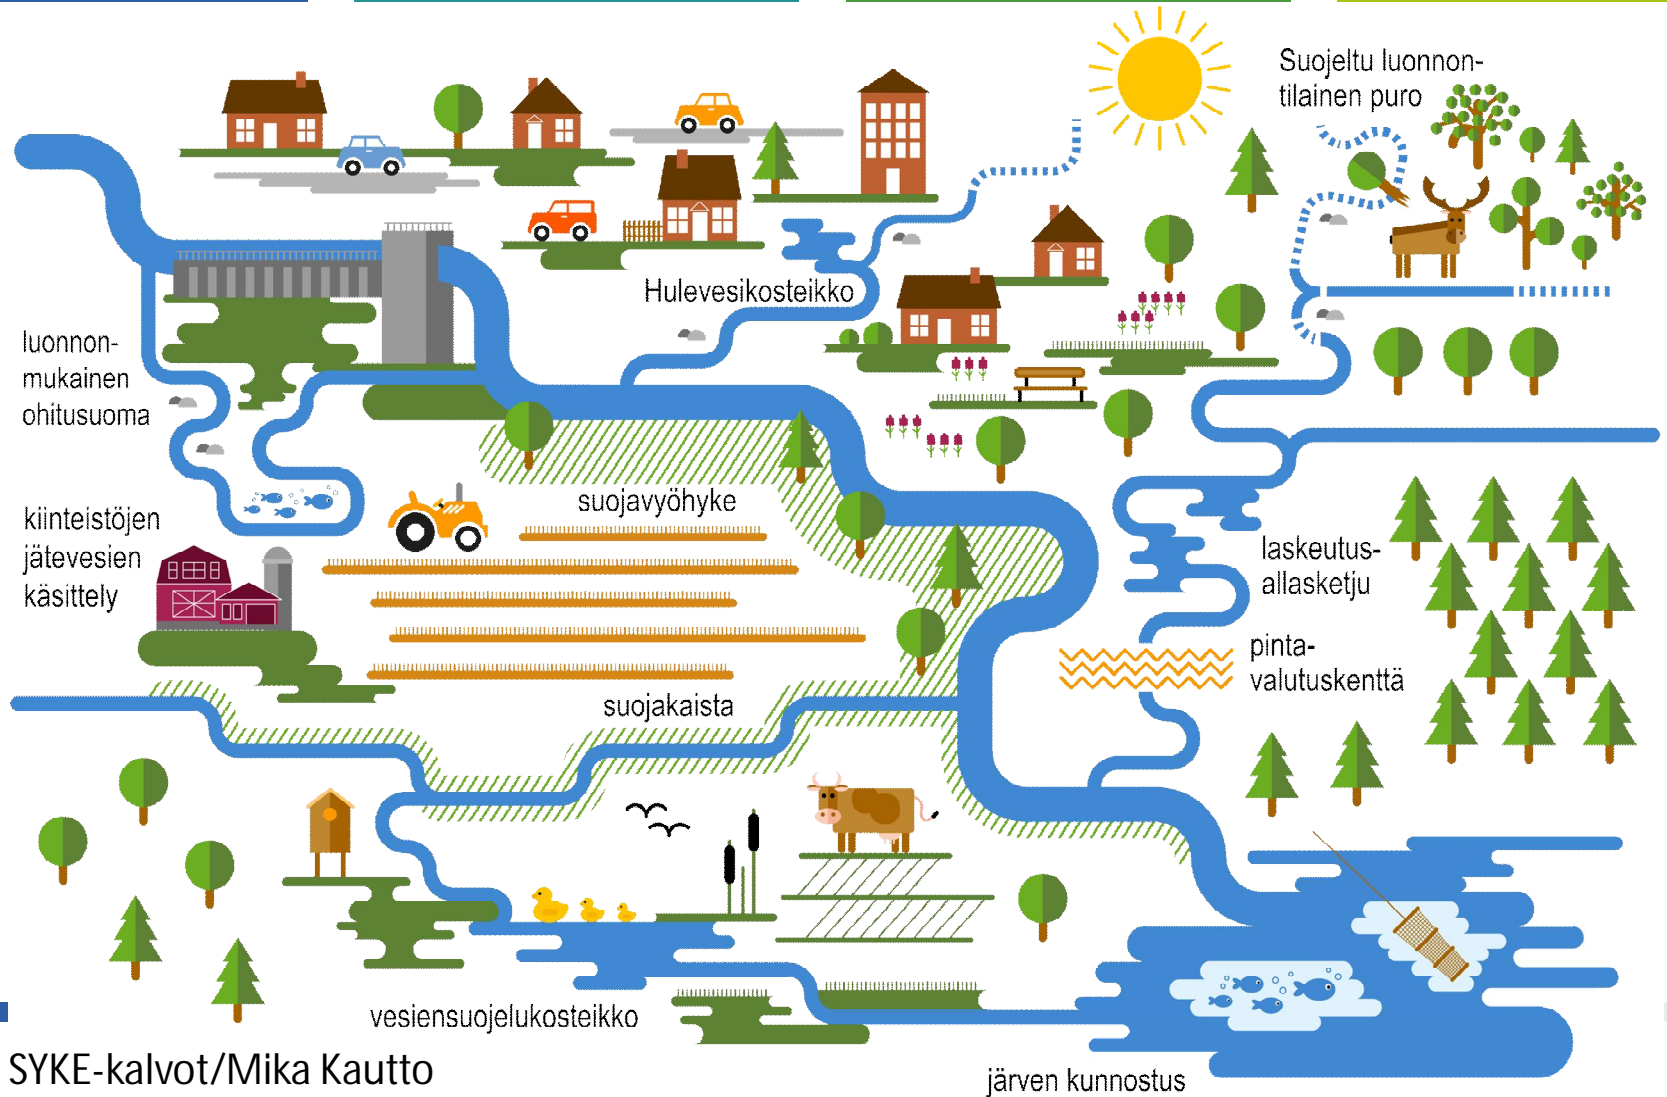 Suojeltu luonnon-
tilainen puro
Hulevesikosteikko
luonnon-
mukainen
ohitusuoma
suojavyöhyke
kiinteistöjen
jätevesien
käsittely
laskeutus-
allasketju
pinta-
valutuskenttä
suojakaista
vesiensuojelukosteikko
järven kunnostus
SYKE-kalvot/Mika Kautto